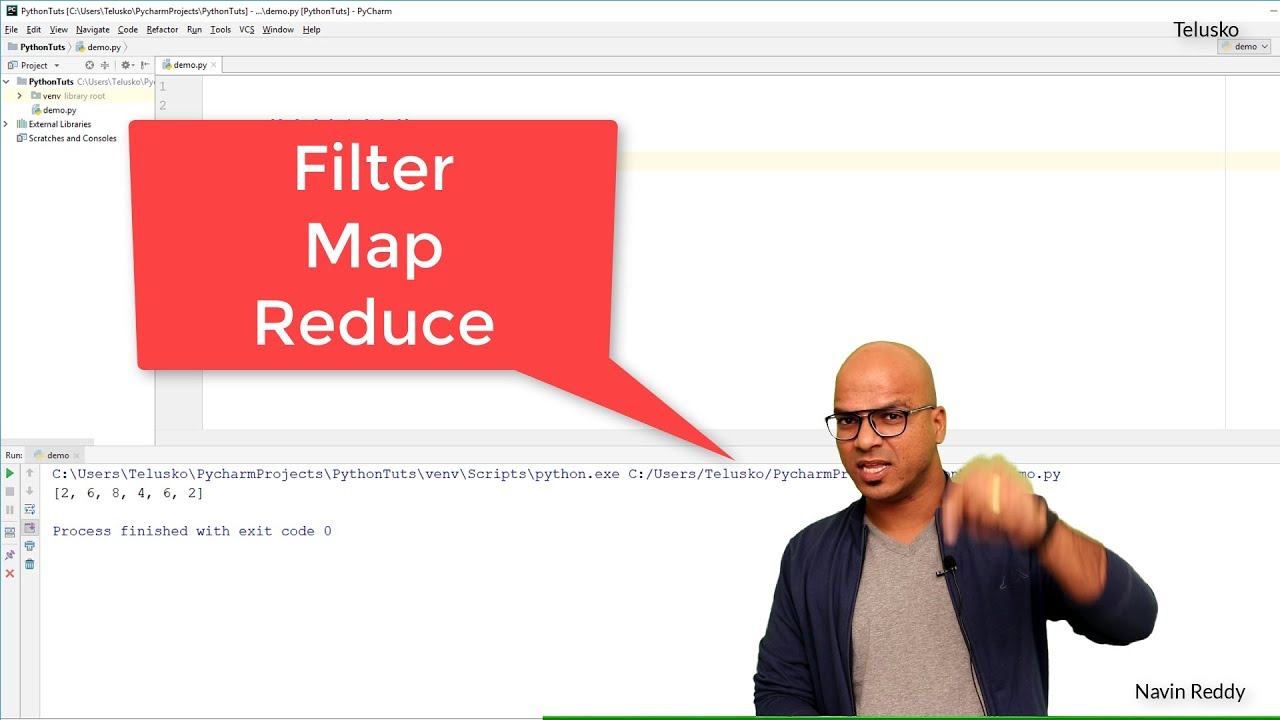 PythonTuts [C:\Users\Telusko\PycharmProjects\PythonTuts] - ...\demo.py [PythonTuts] - PyCharm
File Edit View Navigate Code Refactor Run Tools VCS Window Help
Telusko
PythonTuts demo.py
demo
Project
demo.py
PythonTuts C:\Users\Telusko\Py
venv library root
demo.py
External Libraries
Scratches and Consoles
1
2
Filter
Map
Reduce
Run: demo
C:\Users\Telusko\PycharmProjects\PythonTuts\venv\Scripts\python.exe C:/Users/Telusko/PycharmPr mo.py
[2, 6, 8, 4, 6, 2]
Process finished with exit code 0
Navin Reddy